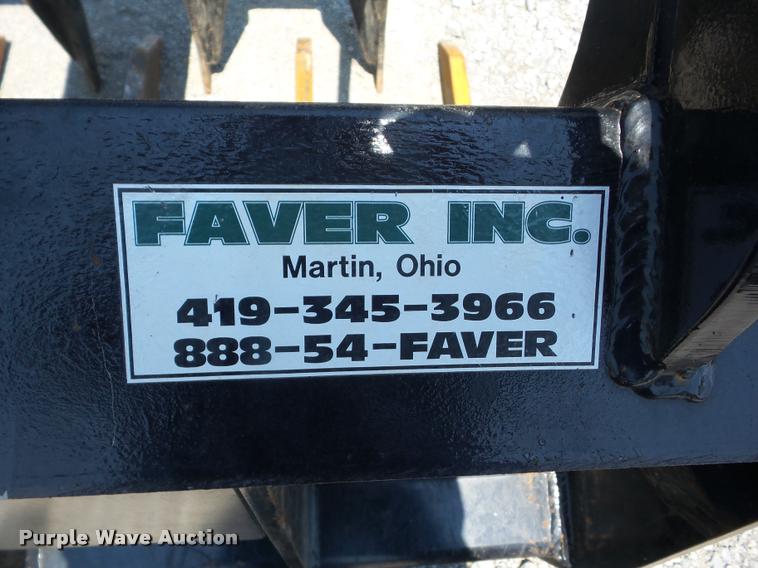 FAVER INC.
Martin, Ohio
419-345-3966
888-54-FAVER
Purple Wave Auction